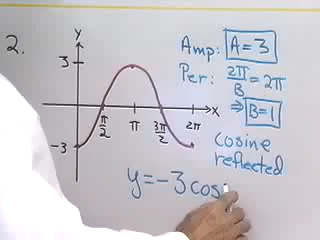 2.
y
3
-3
π/2
π
3π/2
2π
x
Amp: A=3
Per: 2π/B = 2π
⇒ B=1
cosine
reflected
y=-3cos